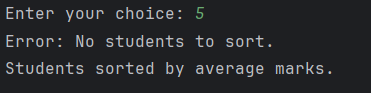 Enter your choice: 5
Error: No students to sort.
Students sorted by average marks.